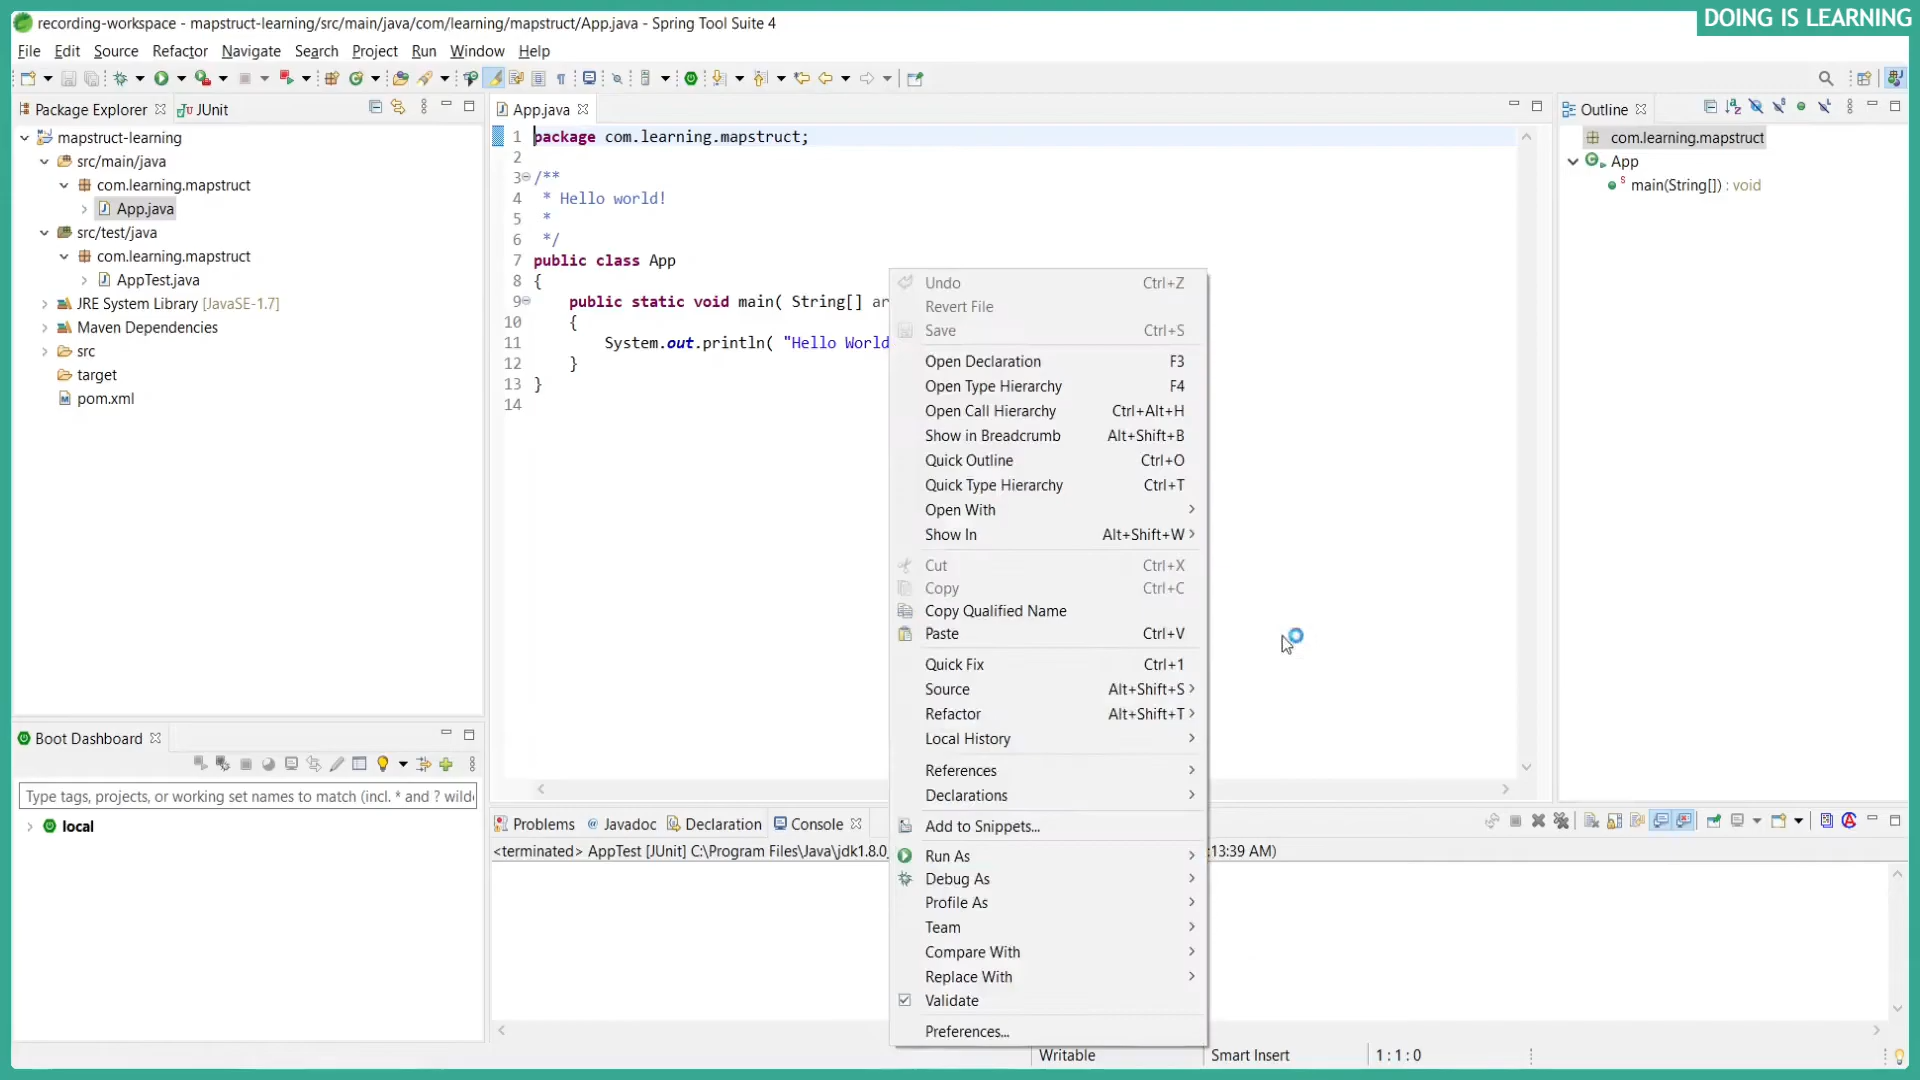 recording-workspace - mapstruct-learning/src/main/java/com/learning/mapstruct/App.java - Spring Tool Suite 4
DOING IS LEARNING
File Edit Source Refactor Navigate Search Project Run Window Help
Package Explorer
JUnit
mapstruct-learning
src/main/java
com.learning.mapstruct
App.java
src/test/java
com.learning.mapstruct
AppTest.java
JRE System Library [JavaSE-1.7]
Maven Dependencies
src
target
pom.xml
App.java
1 package com.learning.mapstruct;
2
3 /**
4 * Hello world!
5 *
6 */
7 public class App
8 {
9 public static void main( String[] ar
10 {
11 System.out.println( "Hello World
12 }
13 }
14
Undo Ctrl+Z
Revert File
Save Ctrl+S
Open Declaration F3
Open Type Hierarchy F4
Open Call Hierarchy Ctrl+Alt+H
Show in Breadcrumb Alt+Shift+B
Quick Outline Ctrl+O
Quick Type Hierarchy Ctrl+T
Open With
Show In Alt+Shift+W
Cut Ctrl+X
Copy Ctrl+C
Copy Qualified Name
Paste Ctrl+V
Quick Fix Ctrl+1
Source Alt+Shift+S
Refactor Alt+Shift+T
Local History
References
Declarations
Add to Snippets...
Run As
Debug As
Profile As
Team
Compare With
Replace With
Validate
Preferences...
Outline
com.learning.mapstruct
App
main(String[]) : void
Boot Dashboard
Type tags, projects, or working set names to match (incl. * and ? wild
local
Problems
Javadoc
Declaration
Console
<terminated> AppTest [JUnit] C:\Program Files\Java\jdk1.8.0_ :13:39 AM)
Writable
Smart Insert
1 : 1 : 0